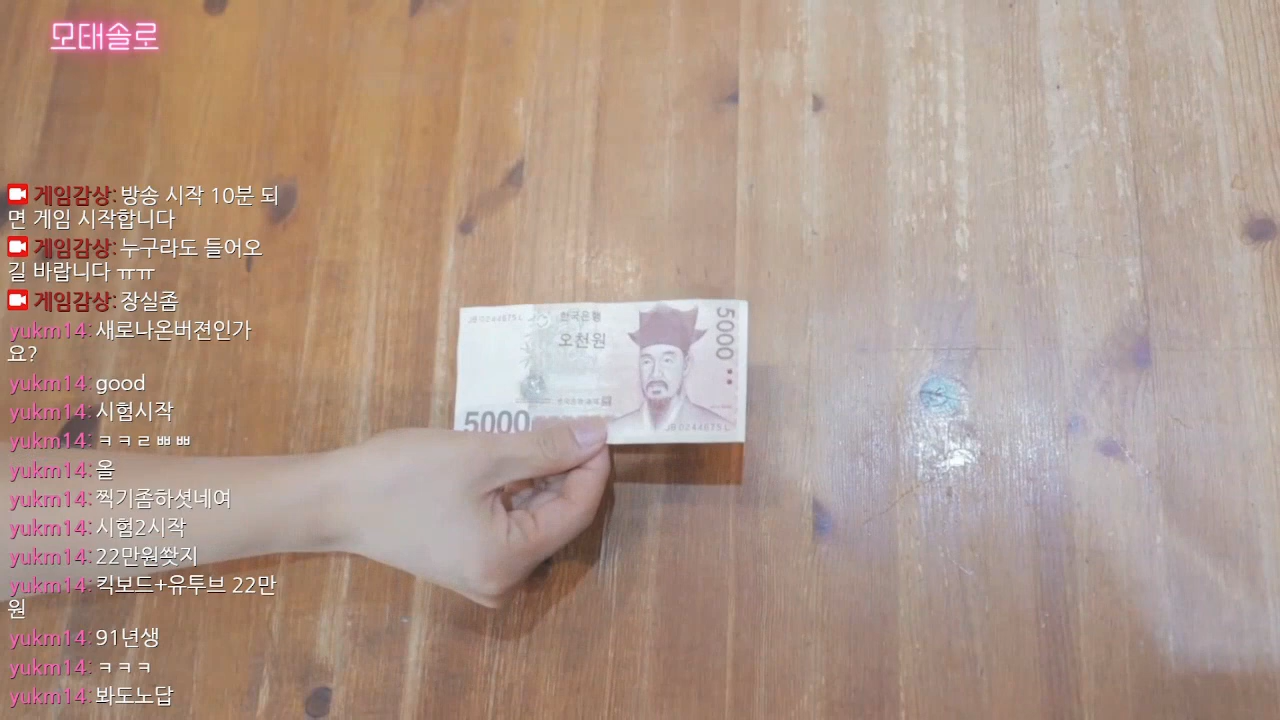 모태솔로
게임감상: 방송 시작 10분 되
면 게임 시작합니다
게임감상: 누구라도 들어오
길 바랍니다 ㅠㅠ
게임감상: 장실좀
yukm14: 새로나온버젼인가
요?
yukm14: good
yukm14: 시험시작
yukm14: ㅋㅋㄹㅃㅃ
yukm14: 올
yukm14: 찍기좀하셧네여
yukm14: 시험2시작
yukm14: 22만원쐇지
yukm14: 킥보드+유투브 22만
원
yukm14: 91년생
yukm14: ㅋㅋㅋ
yukm14: 봐도노답
JB0244675L
한국은행
오천원
5000
5000
JB0244675L